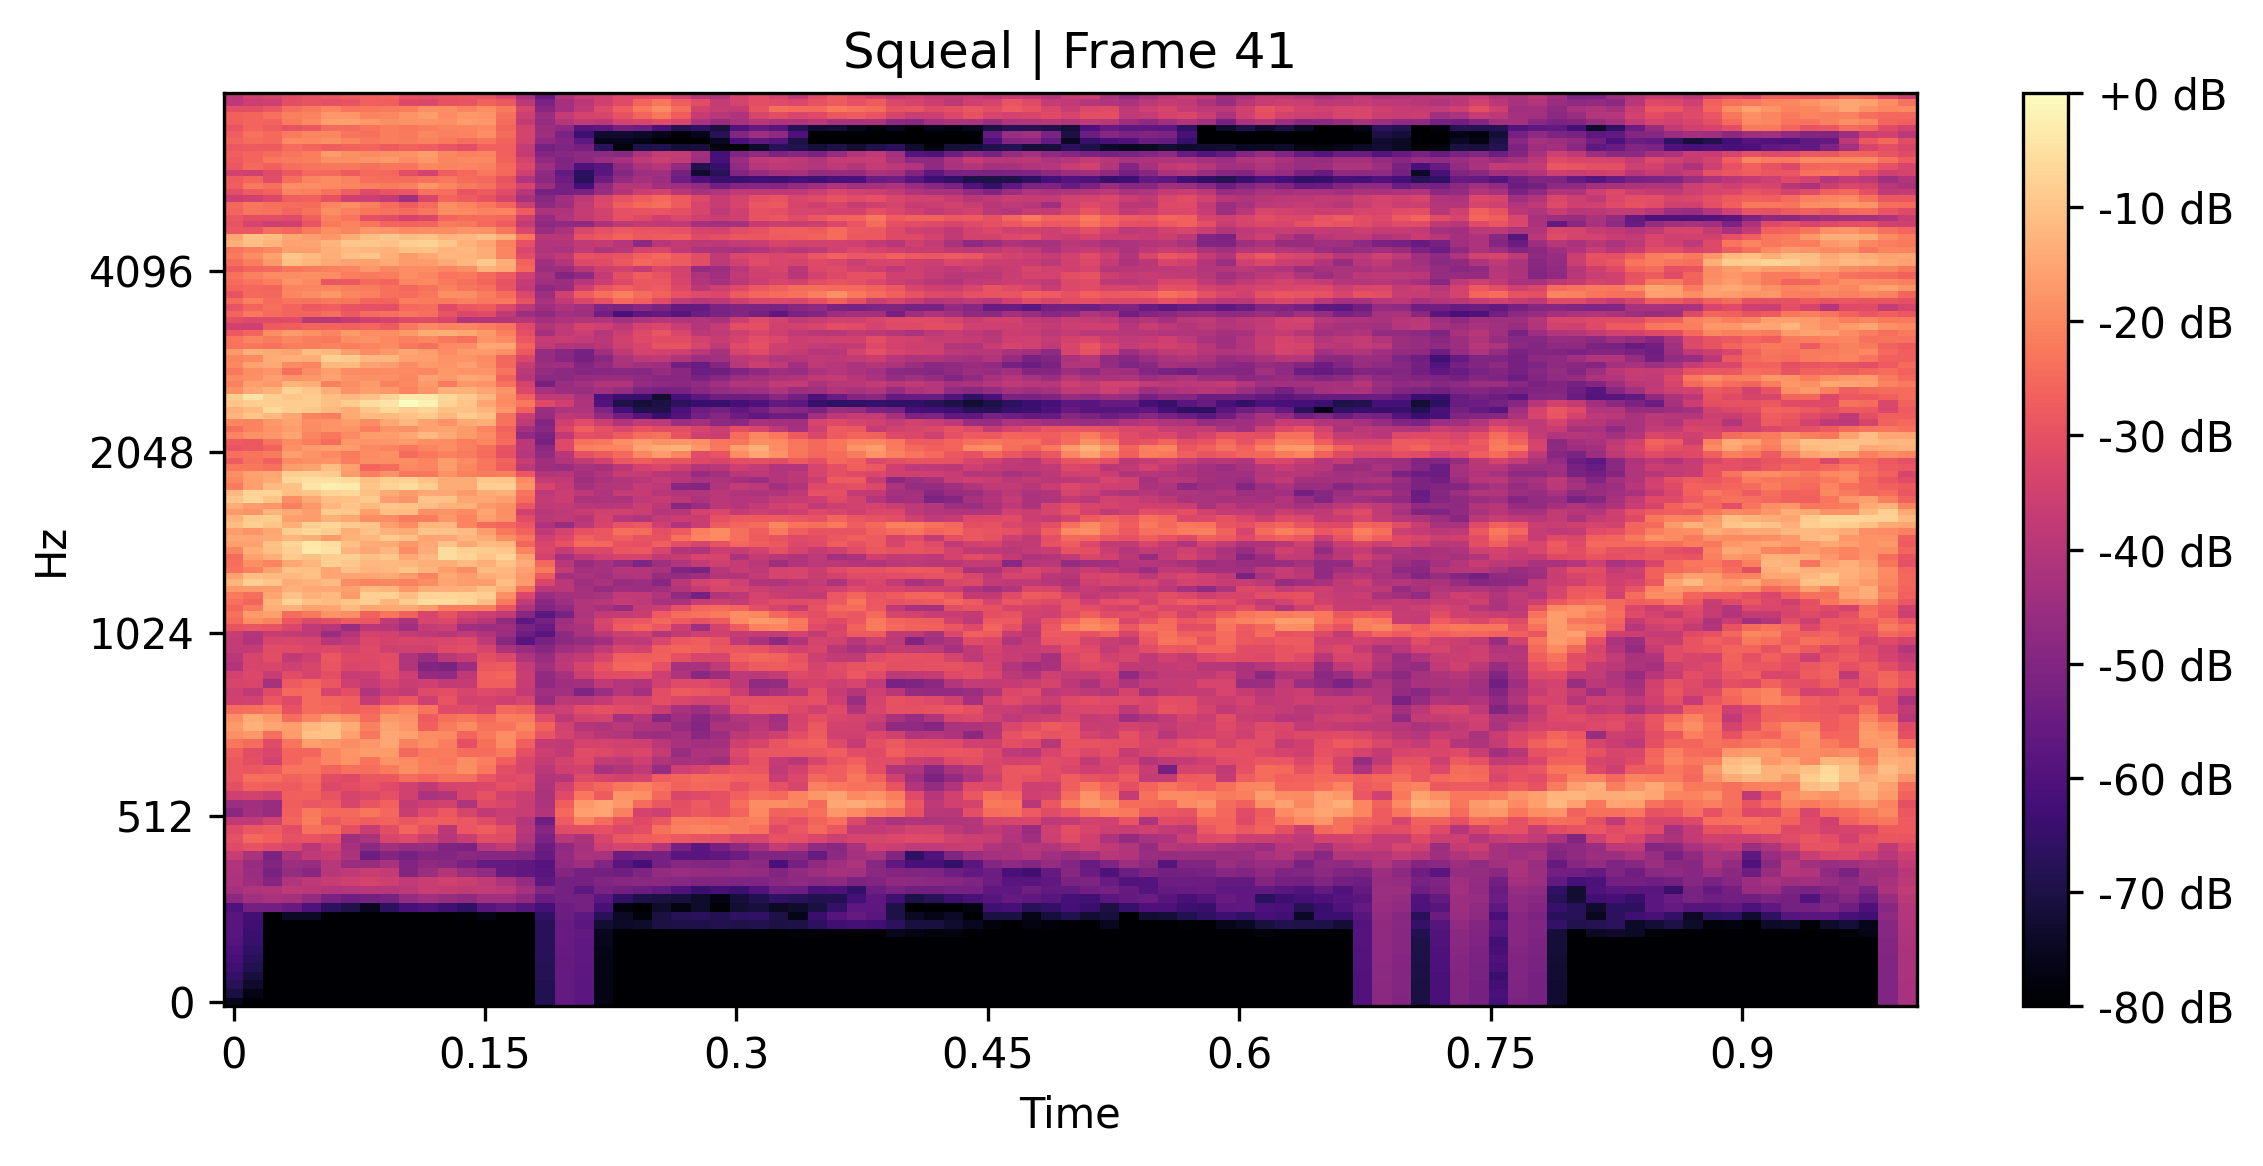 Squeal | Frame 41
Hz
4096
2048
1024
512
0
0 0.15 0.3 0.45 0.6 0.75 0.9
Time
+0 dB
-10 dB
-20 dB
-30 dB
-40 dB
-50 dB
-60 dB
-70 dB
-80 dB